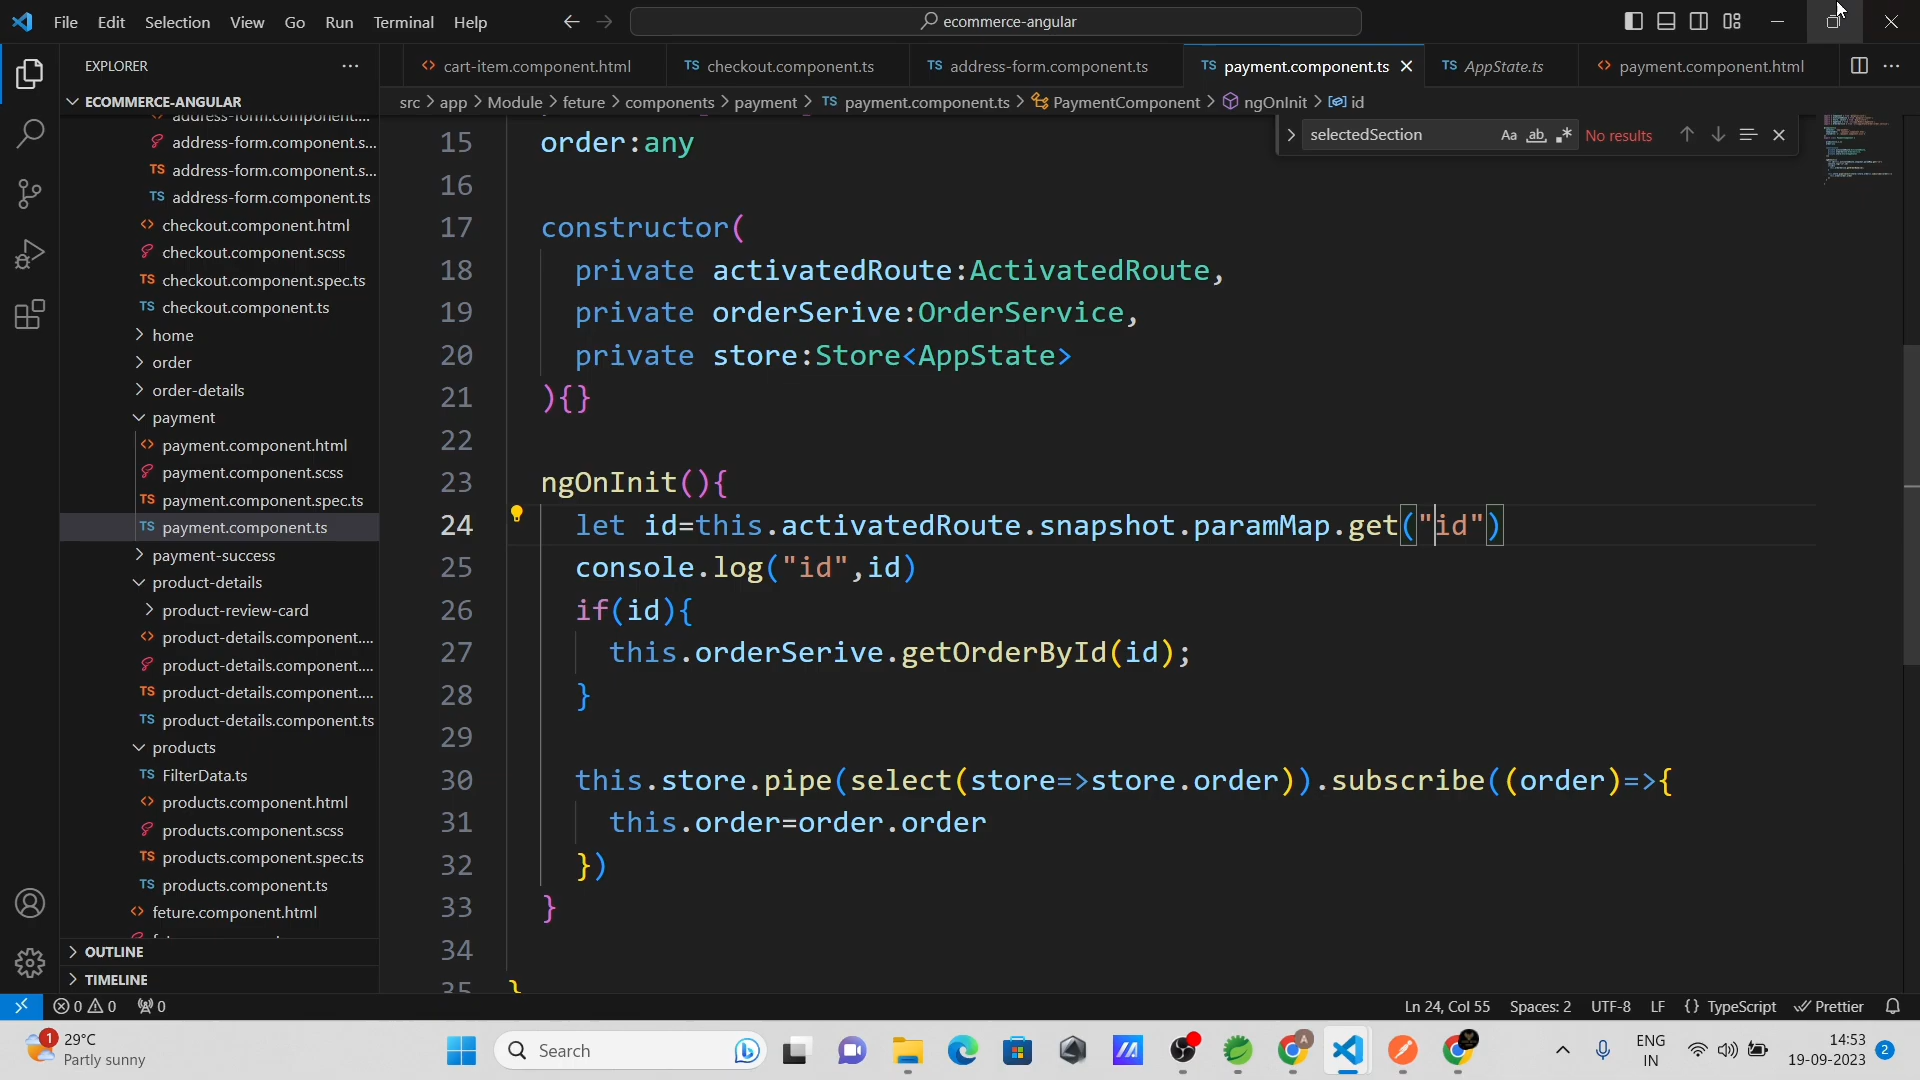 File Edit Selection View Go Run Terminal Help
ecommerce-angular
EXPLORER
cart-item.component.html
TS checkout.component.ts
TS address-form.component.ts
TS payment.component.ts
TS AppState.ts
payment.component.html
src > app > Module > feture > components > payment > TS payment.component.ts > PaymentComponent > ngOnInit > id
ECOMMERCE-ANGULAR
address-form.component....
address-form.component.s...
TS address-form.component.s...
TS address-form.component.ts
checkout.component.html
checkout.component.scss
TS checkout.component.spec.ts
TS checkout.component.ts
home
order
order-details
payment
payment.component.html
payment.component.scss
TS payment.component.spec.ts
TS payment.component.ts
payment-success
product-details
product-review-card
product-details.component....
product-details.component....
TS product-details.component....
TS product-details.component.ts
products
TS FilterData.ts
products.component.html
products.component.scss
TS products.component.spec.ts
TS products.component.ts
feture.component.html
OUTLINE
TIMELINE
selectedSection Aa ab No results
15 order:any
16
17 constructor(
18 private activatedRoute:ActivatedRoute,
19 private orderSerive:OrderService,
20 private store:Store<AppState>
21 ){}
22
23 ngOnInit(){
24 let id=this.activatedRoute.snapshot.paramMap.get("id")
25 console.log("id",id)
26 if(id){
27 this.orderSerive.getOrderById(id);
28 }
29
30 this.store.pipe(select(store=>store.order)).subscribe((order)=>{
31 this.order=order.order
32 })
33 }
34
35 }
0 0 0
Ln 24, Col 55 Spaces: 2 UTF-8 LF {} TypeScript Prettier
1 29°C
Partly sunny
Search
A
ENG
IN
14:53
19-09-2023
2